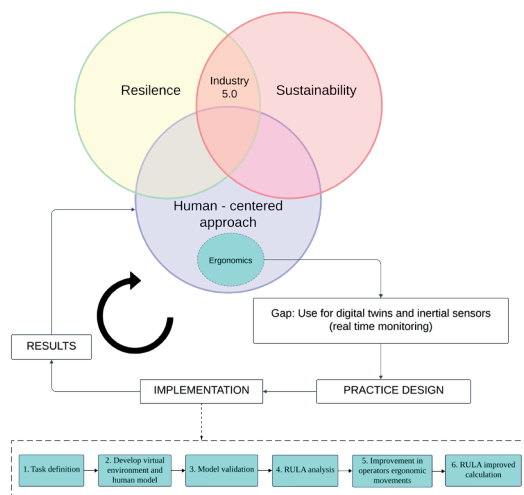 Resilence
Industry
5.0
Sustainability
Human - centered
approach
Ergonomics
Gap: Use for digital twins and inertial sensors
(real time monitoring)
RESULTS
IMPLEMENTATION
PRACTICE DESIGN
1. Task definition
2. Develop virtual
environment and
human model
3. Model validation
4. RULA analysis
5. Improvement in
operators ergonomic
movements
6. RULA improved
calculation